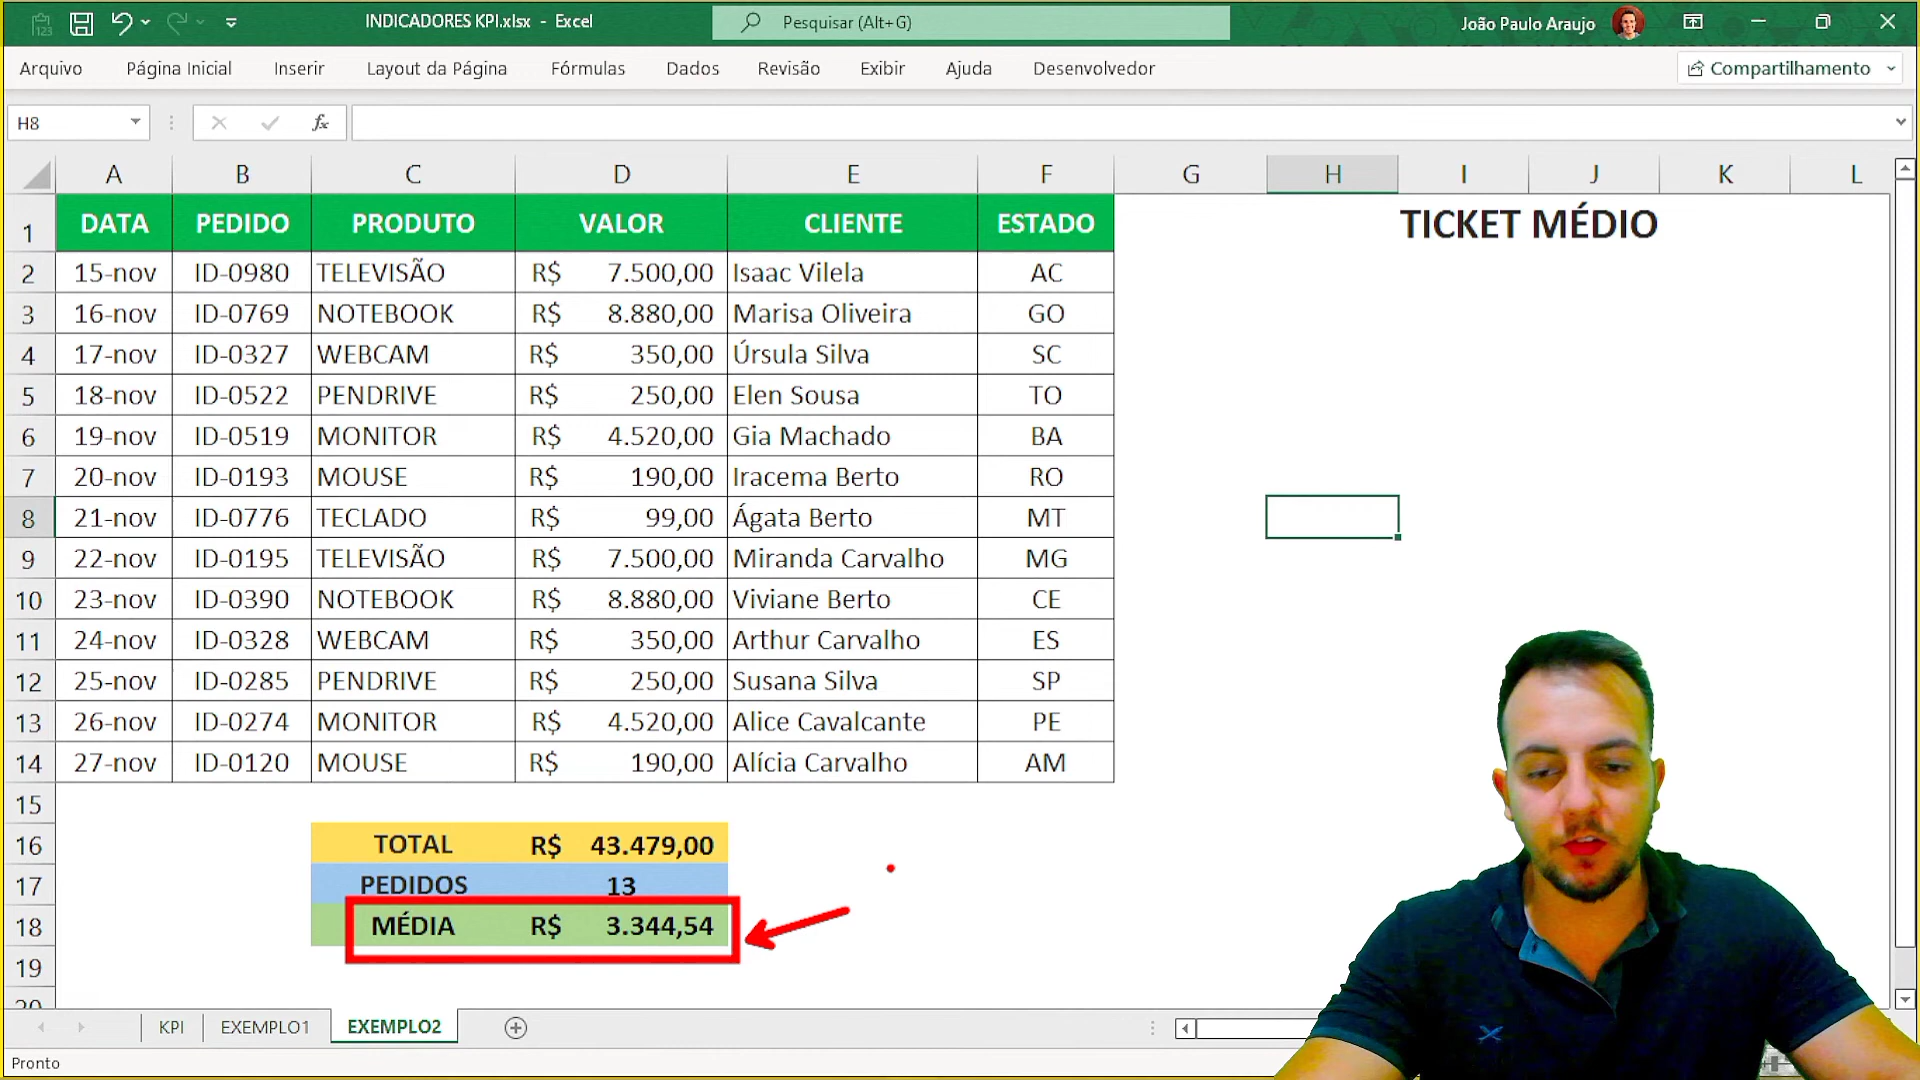 INDICADORES KPI.xlsx - Excel
Pesquisar (Alt+G)
João Paulo Araujo
Arquivo Página Inicial Inserir Layout da Página Fórmulas Dados Revisão Exibir Ajuda Desenvolvedor Compartilhamento
H8 fx
A B C D E F G H I J K L
1 DATA PEDIDO PRODUTO VALOR CLIENTE ESTADO TICKET MÉDIO
2 15-nov ID-0980 TELEVISÃO R$ 7.500,00 Isaac Vilela AC
3 16-nov ID-0769 NOTEBOOK R$ 8.880,00 Marisa Oliveira GO
4 17-nov ID-0327 WEBCAM R$ 350,00 Úrsula Silva SC
5 18-nov ID-0522 PENDRIVE R$ 250,00 Elen Sousa TO
6 19-nov ID-0519 MONITOR R$ 4.520,00 Gia Machado BA
7 20-nov ID-0193 MOUSE R$ 190,00 Iracema Berto RO
8 21-nov ID-0776 TECLADO R$ 99,00 Ágata Berto MT
9 22-nov ID-0195 TELEVISÃO R$ 7.500,00 Miranda Carvalho MG
10 23-nov ID-0390 NOTEBOOK R$ 8.880,00 Viviane Berto CE
11 24-nov ID-0328 WEBCAM R$ 350,00 Arthur Carvalho ES
12 25-nov ID-0285 PENDRIVE R$ 250,00 Susana Silva SP
13 26-nov ID-0274 MONITOR R$ 4.520,00 Alice Cavalcante PE
14 27-nov ID-0120 MOUSE R$ 190,00 Alícia Carvalho AM
15
16 TOTAL R$ 43.479,00
17 PEDIDOS 13
18 MÉDIA R$ 3.344,54
19
20
KPI EXEMPLO1 EXEMPLO2
Pronto